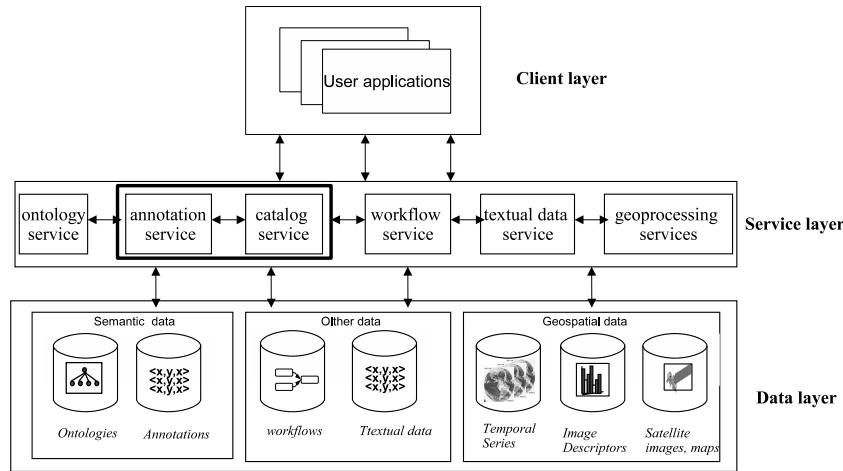 User applications
Client layer
ontology service
annotation service
catalog service
workflow service
textual data service
geoprocessing services
Service layer
Semantic data
Olther data
Geospatial data
<x,y,x>
<x,y,x>
<x,y,x>
<x,y,x>
<x,y,x>
<x,y,x>
Ontologies
Annotations
workflows
Ttextual data
Temporal Series
Image Descriptors
Satellite images, maps
Data layer